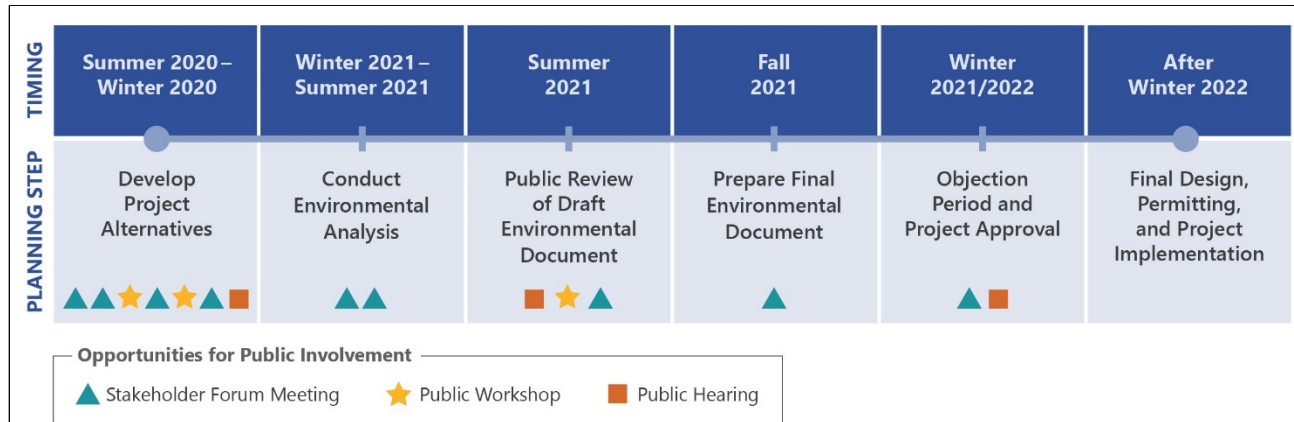 TIMING
Summer 2020 –
Winter 2020
Winter 2021 –
Summer 2021
Summer
2021
Fall
2021
Winter
2021/2022
After
Winter 2022
PLANNING STEP
Develop
Project
Alternatives
Conduct
Environmental
Analysis
Public Review
of Draft
Environmental
Document
Prepare Final
Environmental
Document
Objection
Period and
Project Approval
Final Design,
Permitting,
and Project
Implementation
Opportunities for Public Involvement
Stakeholder Forum Meeting
Public Workshop
Public Hearing